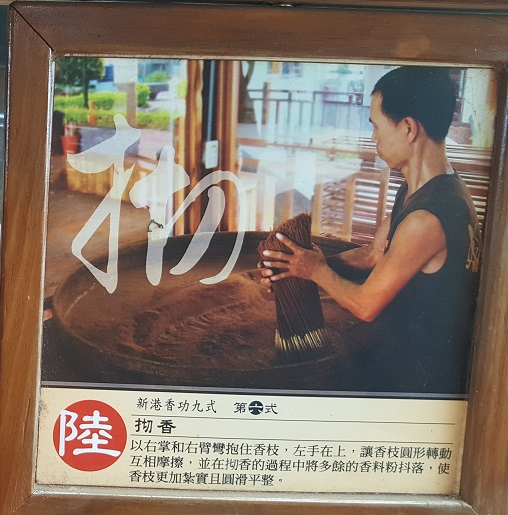 抝
新港香功九式 第六式
陸
抝香
以右掌和右臂彎抱住香枝，左手在上，讓香枝圓形轉動
互相摩擦，並在抝香的過程中將多餘的香料粉抖落，使
香枝更加紮實且圓滑平整。